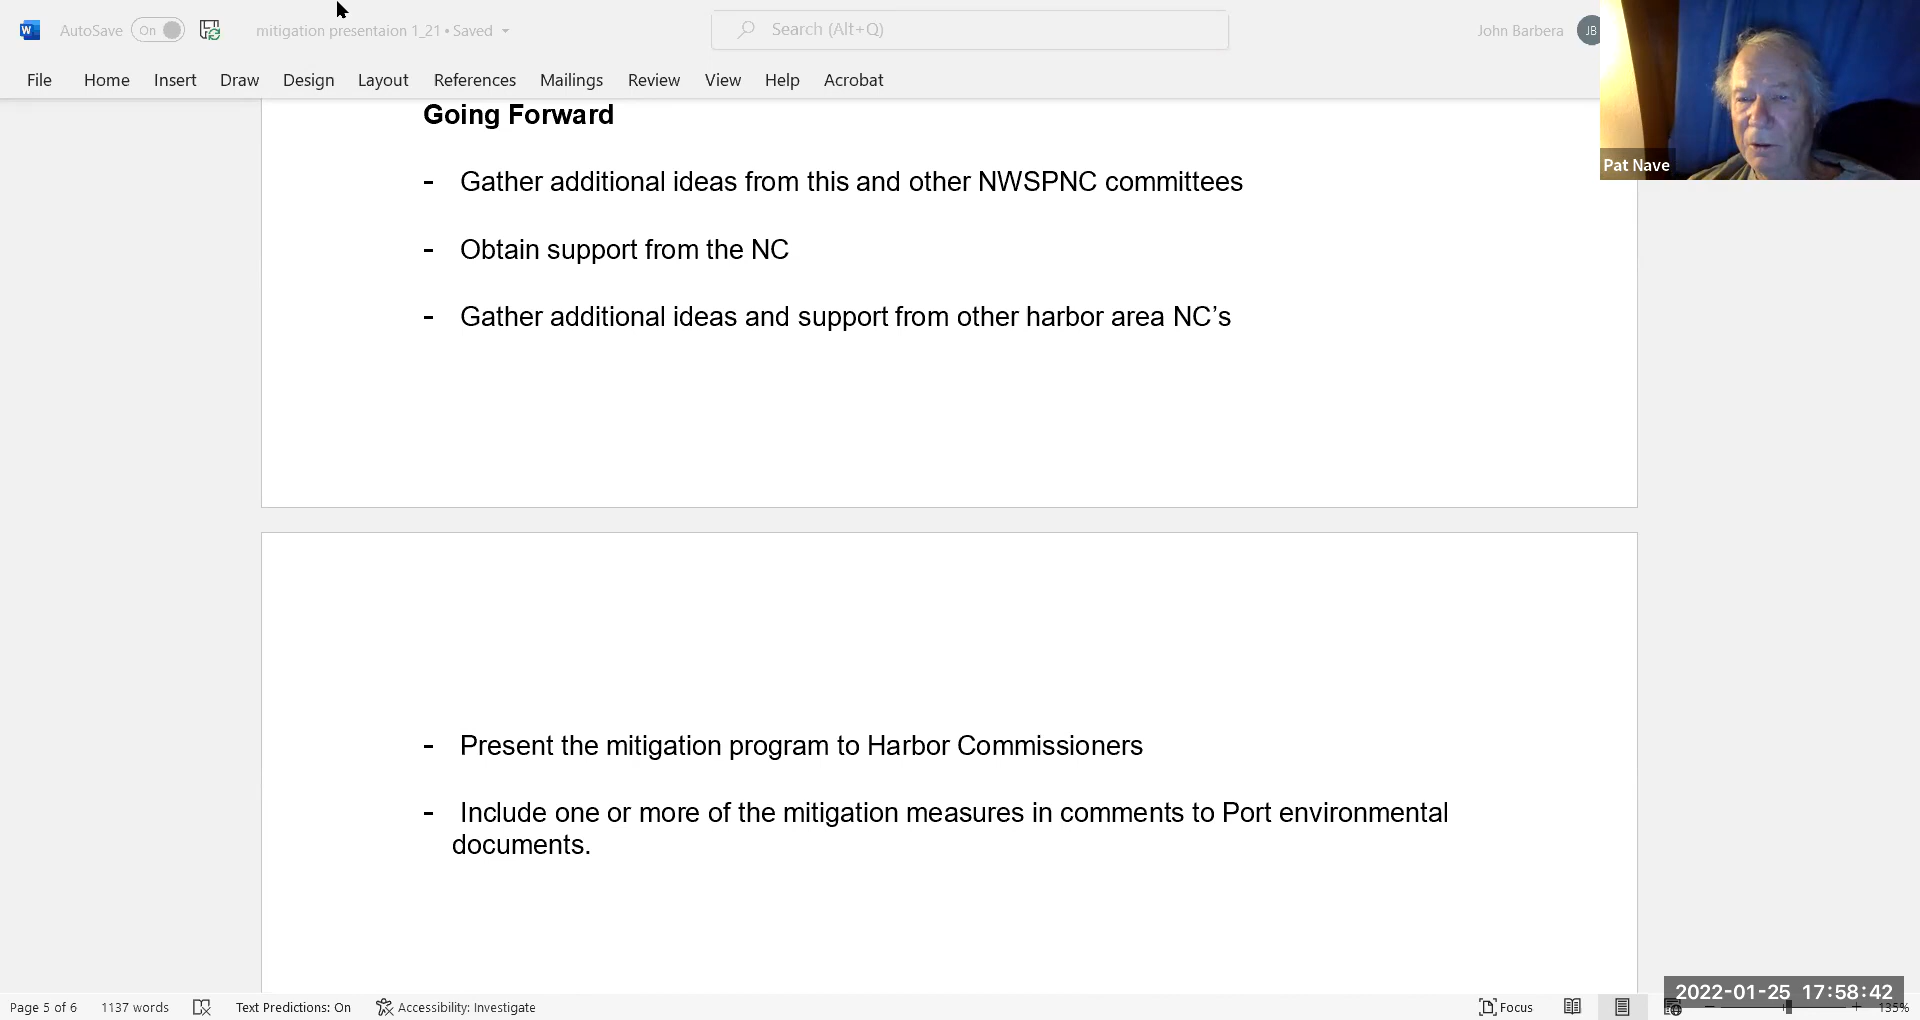 AutoSave On mitigation presentaion 1_21 • Saved Search (Alt+Q) John Barbera JB
File Home Insert Draw Design Layout References Mailings Review View Help Acrobat
Pat Nave
Going Forward
- Gather additional ideas from this and other NWSPNC committees
- Obtain support from the NC
- Gather additional ideas and support from other harbor area NC’s
- Present the mitigation program to Harbor Commissioners
- Include one or more of the mitigation measures in comments to Port environmental
documents.
2022-01-25 17:58:42
Page 5 of 6 1137 words Text Predictions: On Accessibility: Investigate Focus 135%